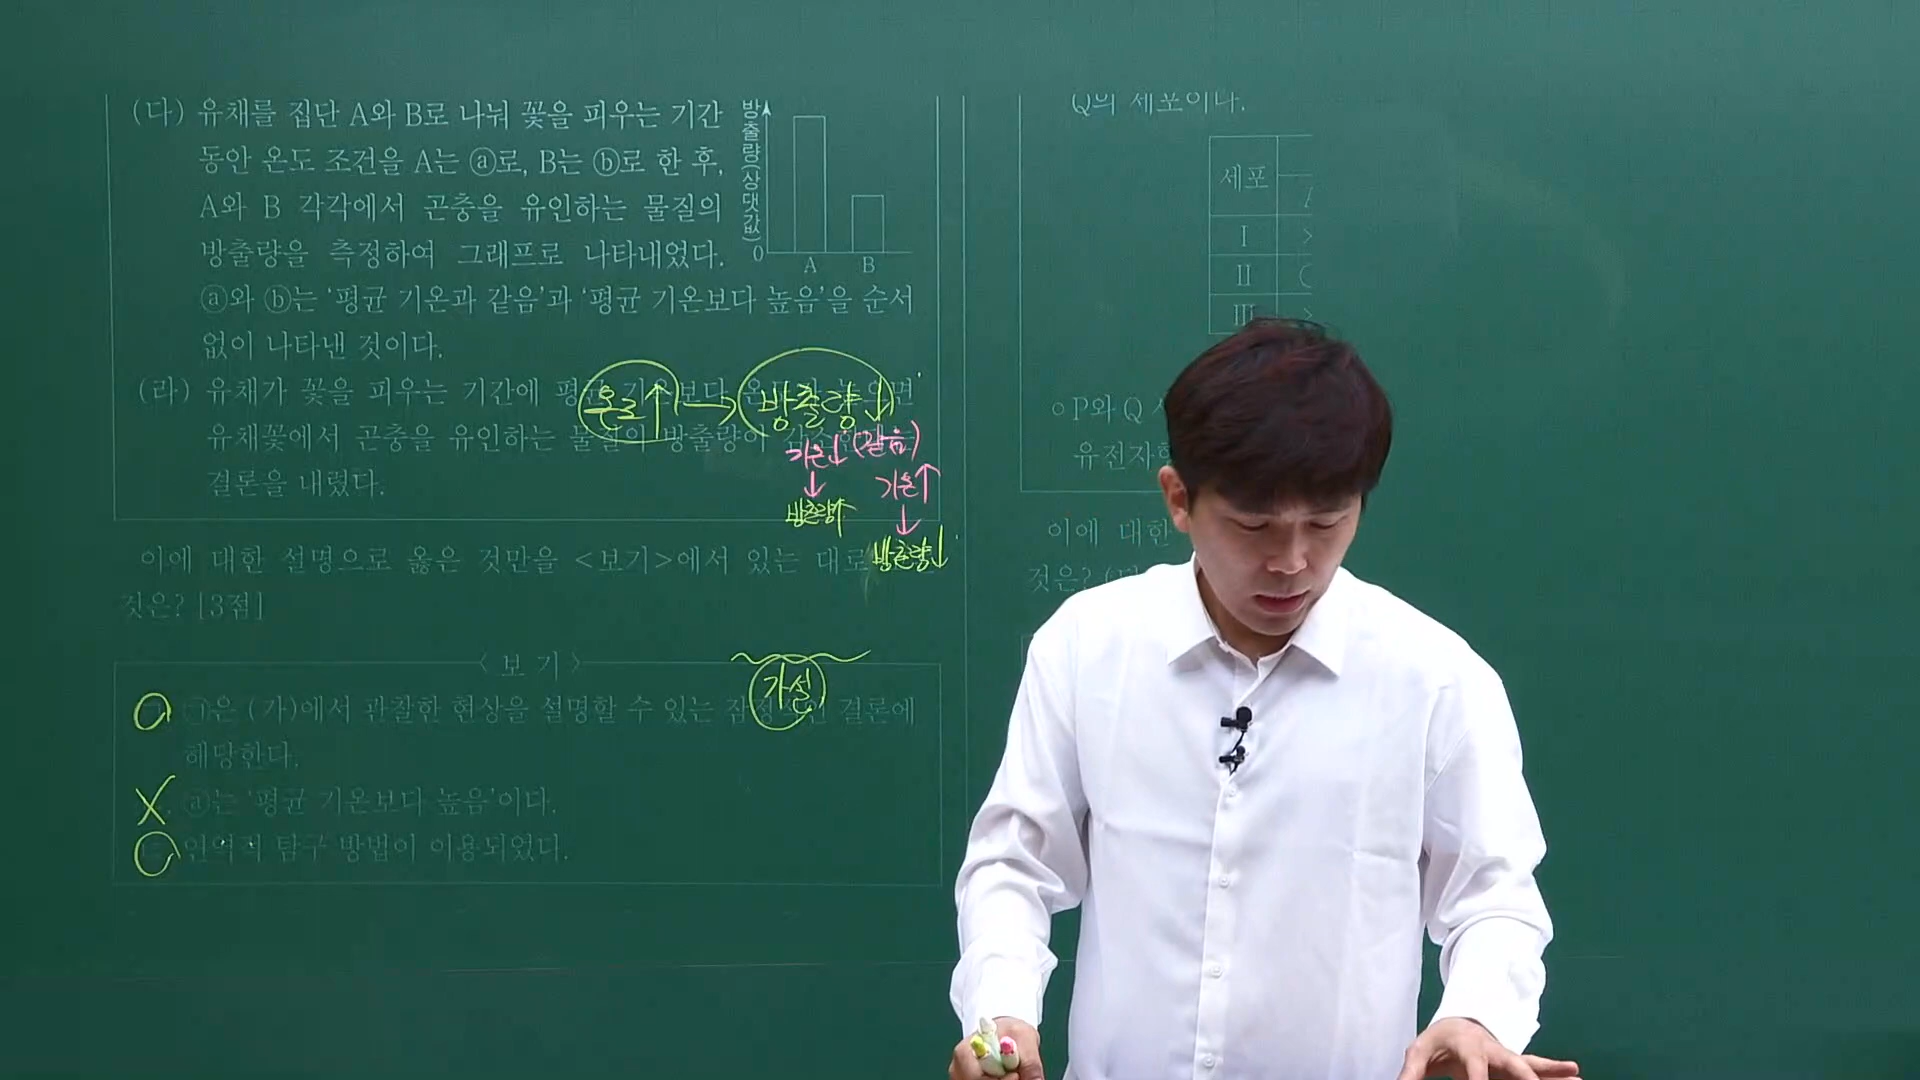 (다) 유채를 집단 A와 B로 나눠 꽃을 피우는 기간
동안 온도 조건을 A는 ⓐ로, B는 ⓑ로 한 후,
A와 B 각각에서 곤충을 유인하는 물질의
방출량을 측정하여 그래프로 나타내었다.
ⓐ와 ⓑ는 '평균 기온과 같음'과 '평균 기온보다 높음'을 순서
없이 나타낸 것이다.
방출량(상댓값)
0
A B
(라) 유채가 꽃을 피우는 기간에
유채꽃에서 곤충을 유인하는 물질의 방출량이
결론을 내렸다.
온도↑ → 방출량↓
기온↓ (같음)
↓ 기온↑
방출량↑ ↓
방출량↓
이에 대한 설명으로 옳은 것만을 <보기>에서 있는 대로
것은? [3점]
<보 기>
가설
㉠은 (가)에서 관찰한 현상을 설명할 수 있는 잠정적인 결론에
해당한다.
X ⓐ는 '평균 기온보다 높음'이다.
연역적 탐구 방법이 이용되었다.
Q의 세포이다.
세포
Ⅰ
Ⅱ
Ⅲ
○ P와 Q
유전자형
이에 대한
것은?